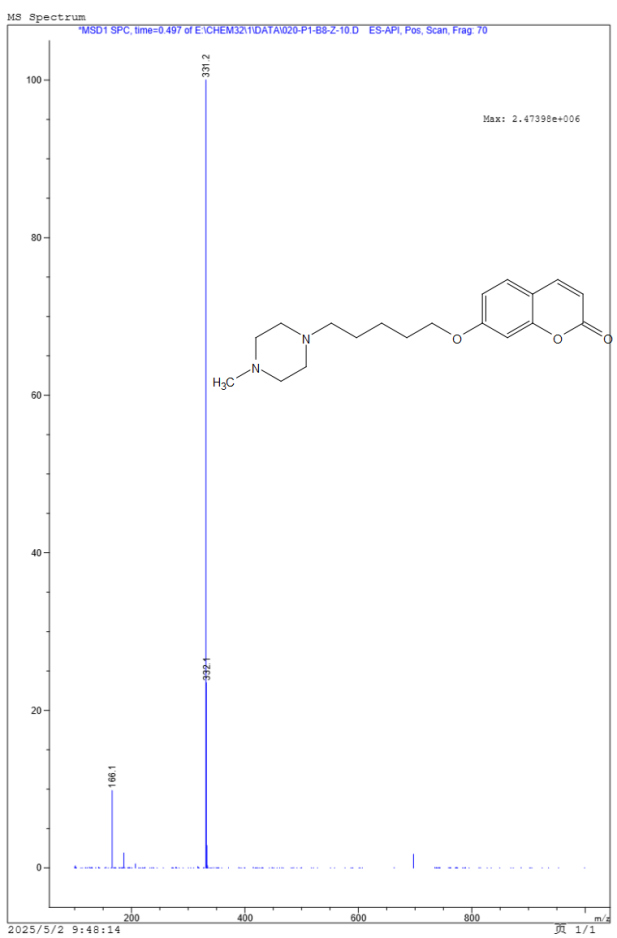 MS Spectrum
*MSD1 SPC, time=0.497 of E:\CHEM32\1\DATA\020-P1-B8-Z-10.D ES-API, Pos, Scan, Frag: 70
100
331.2
Max: 2.47398e+006
80
60
40
332.1
20
166.1
0
O
O
O
N
N
H3C
200
400
600
800
m/z
2025/5/2 9:48:14
页 1/1